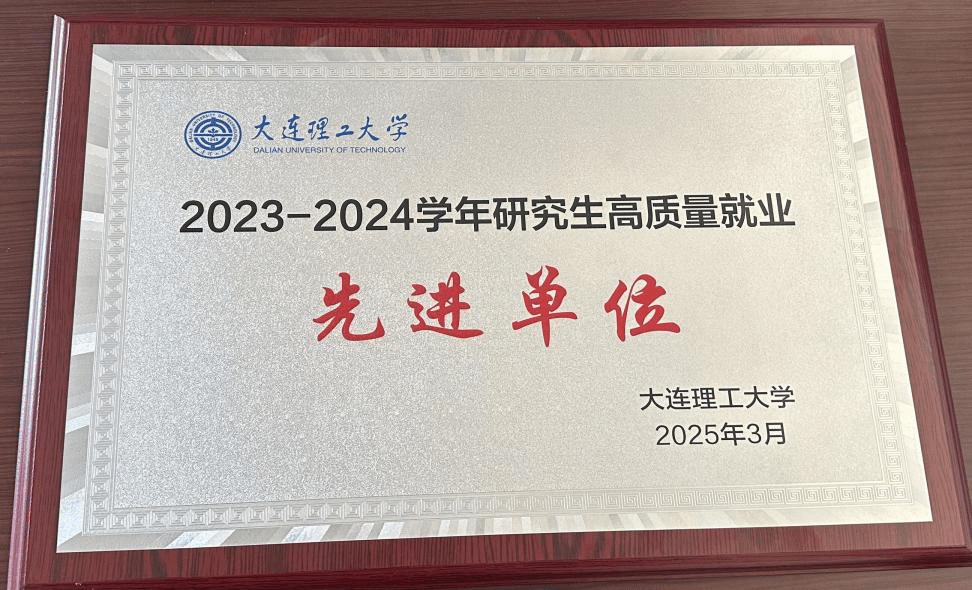 大连理工大学
DALIAN UNIVERSITY OF TECHNOLOGY
2023-2024学年研究生高质量就业
先进单位
大连理工大学
2025年3月